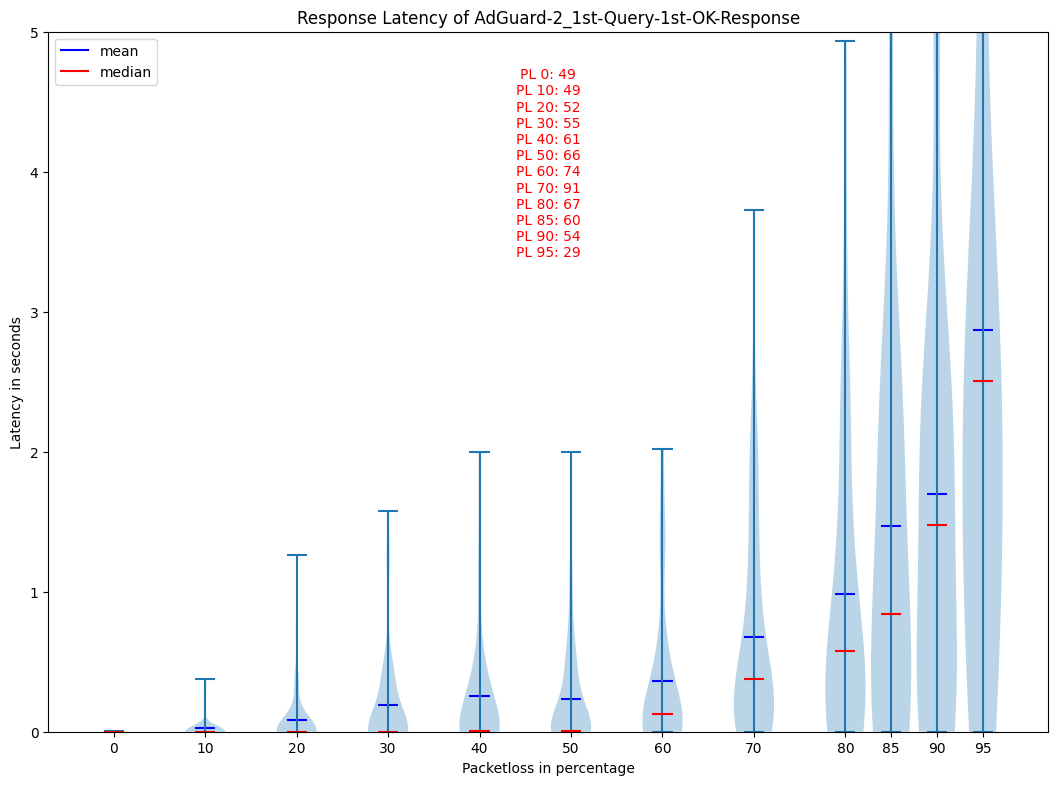 Response Latency of AdGuard-2_1st-Query-1st-OK-Response
mean
median
PL 0: 49
PL 10: 49
PL 20: 52
PL 30: 55
PL 40: 61
PL 50: 66
PL 60: 74
PL 70: 91
PL 80: 67
PL 85: 60
PL 90: 54
PL 95: 29
Latency in seconds
5
4
3
2
1
0
0 10 20 30 40 50 60 70 80 85 90 95
Packetloss in percentage